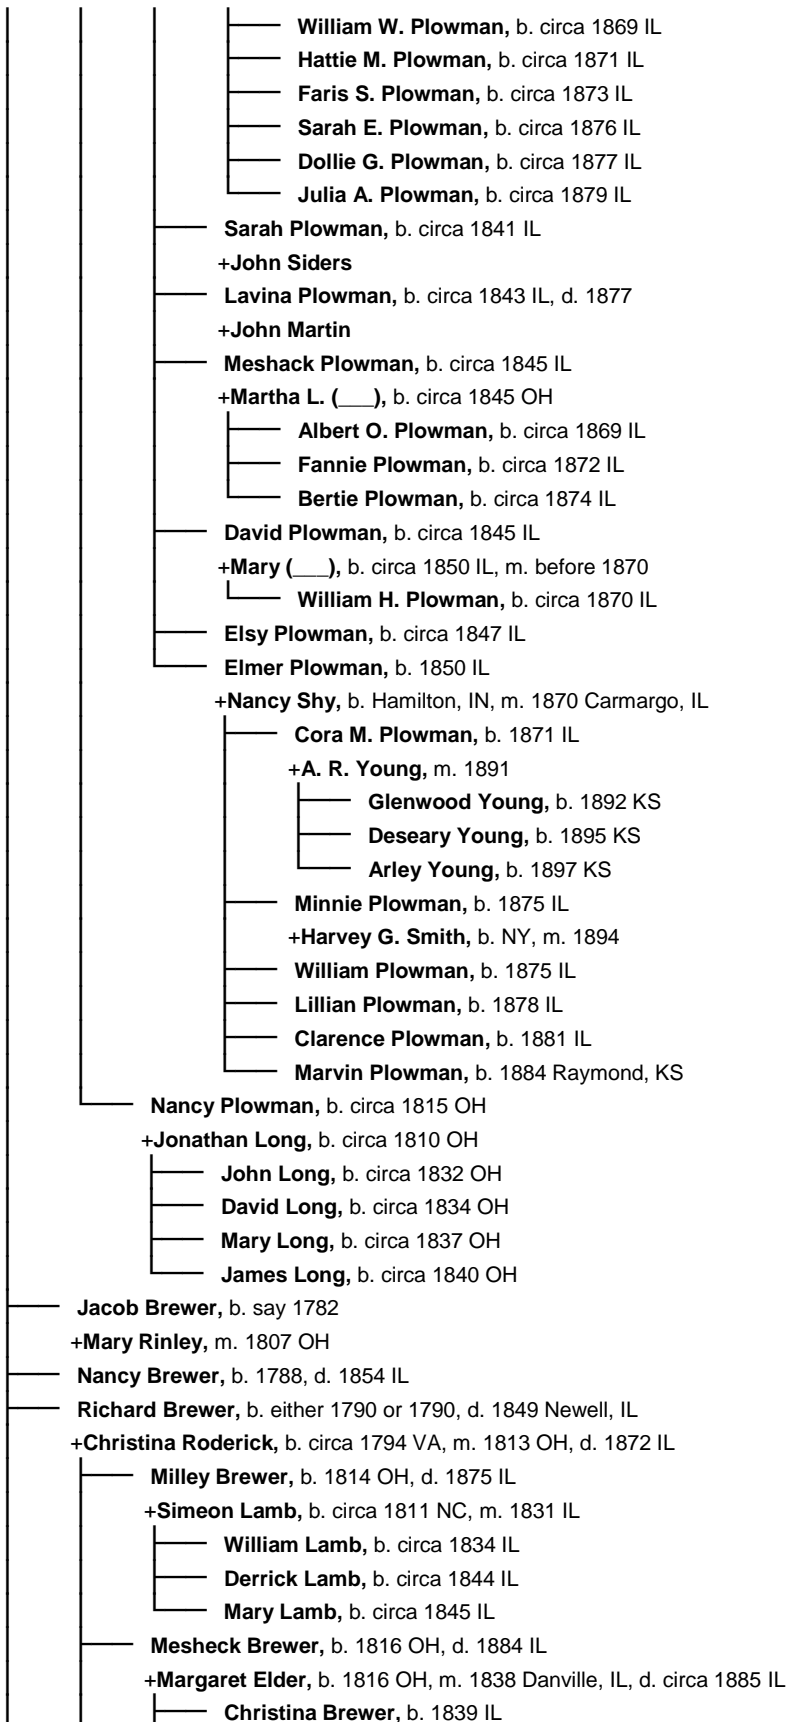 William W. Plowman, b. circa 1869 IL
Hattie M. Plowman, b. circa 1871 IL
Faris S. Plowman, b. circa 1873 IL
Sarah E. Plowman, b. circa 1876 IL
Dollie G. Plowman, b. circa 1877 IL
Julia A. Plowman, b. circa 1879 IL
Sarah Plowman, b. circa 1841 IL
+John Siders
Lavina Plowman, b. circa 1843 IL, d. 1877
+John Martin
Meshack Plowman, b. circa 1845 IL
+Martha L. (___), b. circa 1845 OH
Albert O. Plowman, b. circa 1869 IL
Fannie Plowman, b. circa 1872 IL
Bertie Plowman, b. circa 1874 IL
David Plowman, b. circa 1845 IL
+Mary (___), b. circa 1850 IL, m. before 1870
William H. Plowman, b. circa 1870 IL
Elsy Plowman, b. circa 1847 IL
Elmer Plowman, b. 1850 IL
+Nancy Shy, b. Hamilton, IN, m. 1870 Carmargo, IL
Cora M. Plowman, b. 1871 IL
+A. R. Young, m. 1891
Glenwood Young, b. 1892 KS
Deseary Young, b. 1895 KS
Arley Young, b. 1897 KS
Minnie Plowman, b. 1875 IL
+Harvey G. Smith, b. NY, m. 1894
William Plowman, b. 1875 IL
Lillian Plowman, b. 1878 IL
Clarence Plowman, b. 1881 IL
Marvin Plowman, b. 1884 Raymond, KS
Nancy Plowman, b. circa 1815 OH
+Jonathan Long, b. circa 1810 OH
John Long, b. circa 1832 OH
David Long, b. circa 1834 OH
Mary Long, b. circa 1837 OH
James Long, b. circa 1840 OH
Jacob Brewer, b. say 1782
+Mary Rinley, m. 1807 OH
Nancy Brewer, b. 1788, d. 1854 IL
Richard Brewer, b. either 1790 or 1790, d. 1849 Newell, IL
+Christina Roderick, b. circa 1794 VA, m. 1813 OH, d. 1872 IL
Milley Brewer, b. 1814 OH, d. 1875 IL
+Simeon Lamb, b. circa 1811 NC, m. 1831 IL
William Lamb, b. circa 1834 IL
Derrick Lamb, b. circa 1844 IL
Mary Lamb, b. circa 1845 IL
Mesheck Brewer, b. 1816 OH, d. 1884 IL
+Margaret Elder, b. 1816 OH, m. 1838 Danville, IL, d. circa 1885 IL
Christina Brewer, b. 1839 IL